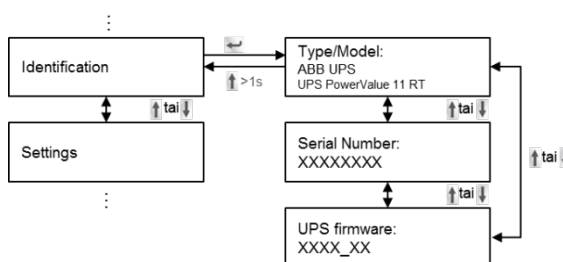 ⋮
Identification
>1s
Type/Model:
ABB UPS
UPS PowerValue 11 RT
tai
tai
Settings
Serial Number:
XXXXXXXX
tai
⋮
tai
UPS firmware:
XXXX_XX